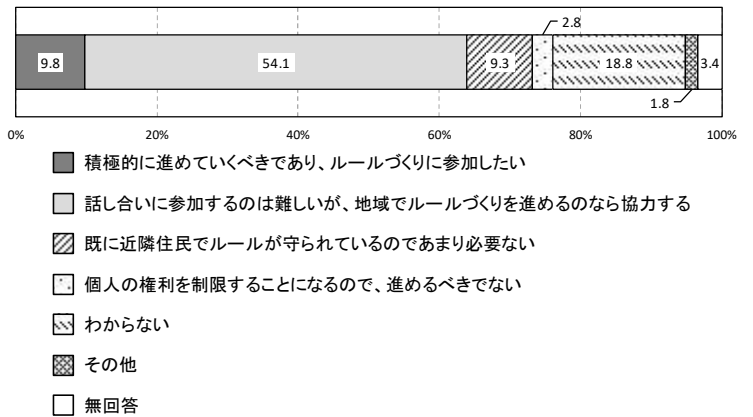 2.8
9.8 54.1 9.3 18.8 3.4
1.8
0% 20% 40% 60% 80% 100%
積極的に進めていくべきであり、ルールづくりに参加したい
話し合いに参加するのは難しいが、地域でルールづくりを進めるのなら協力する
既に近隣住民でルールが守られているのであまり必要ない
個人の権利を制限することになるので、進めるべきでない
わからない
その他
無回答